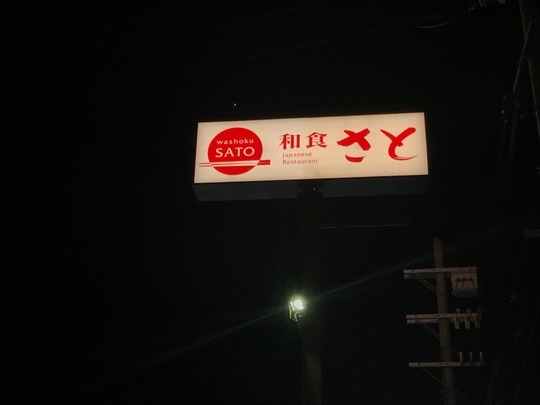 washoku
SATO
和食
Japanese
Restaurant
さと